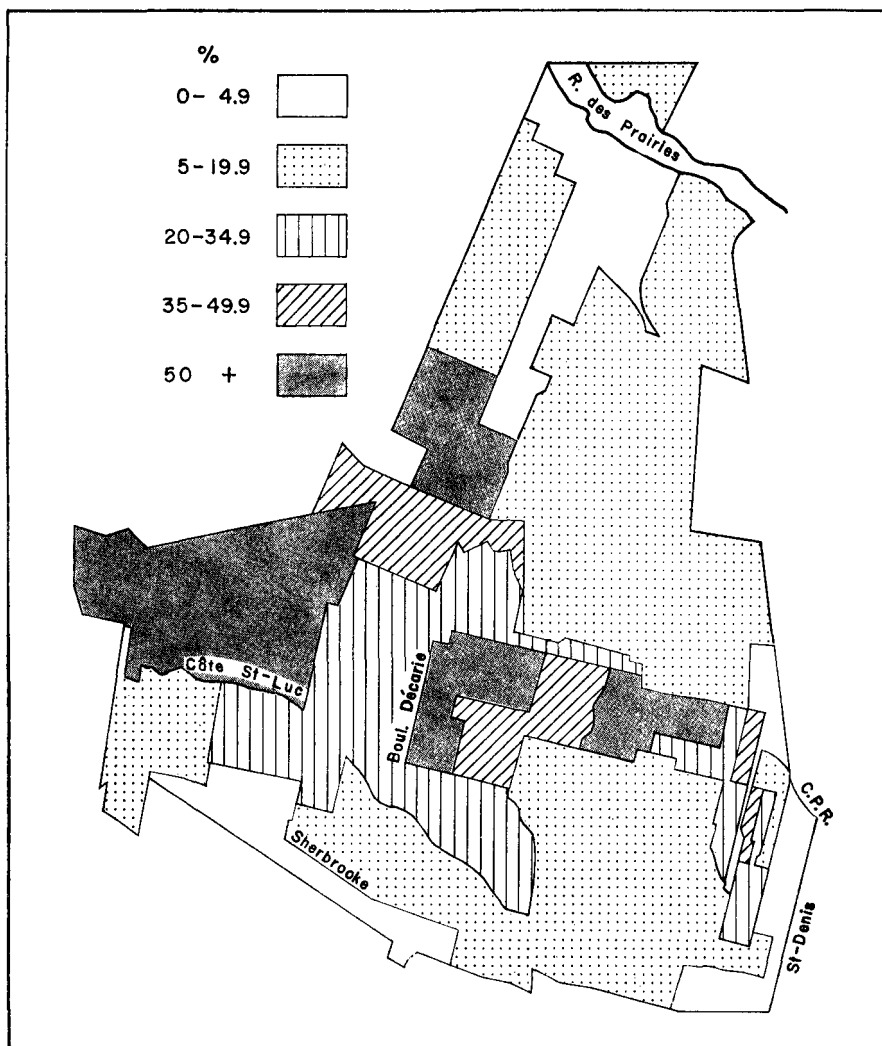 %
0- 4.9
5-19.9
20-34.9
35-49.9
50 +
R. des Prairies
Côte St-Luc
Boul. Décarie
Sherbrooke
C.P.R.
St-Denis